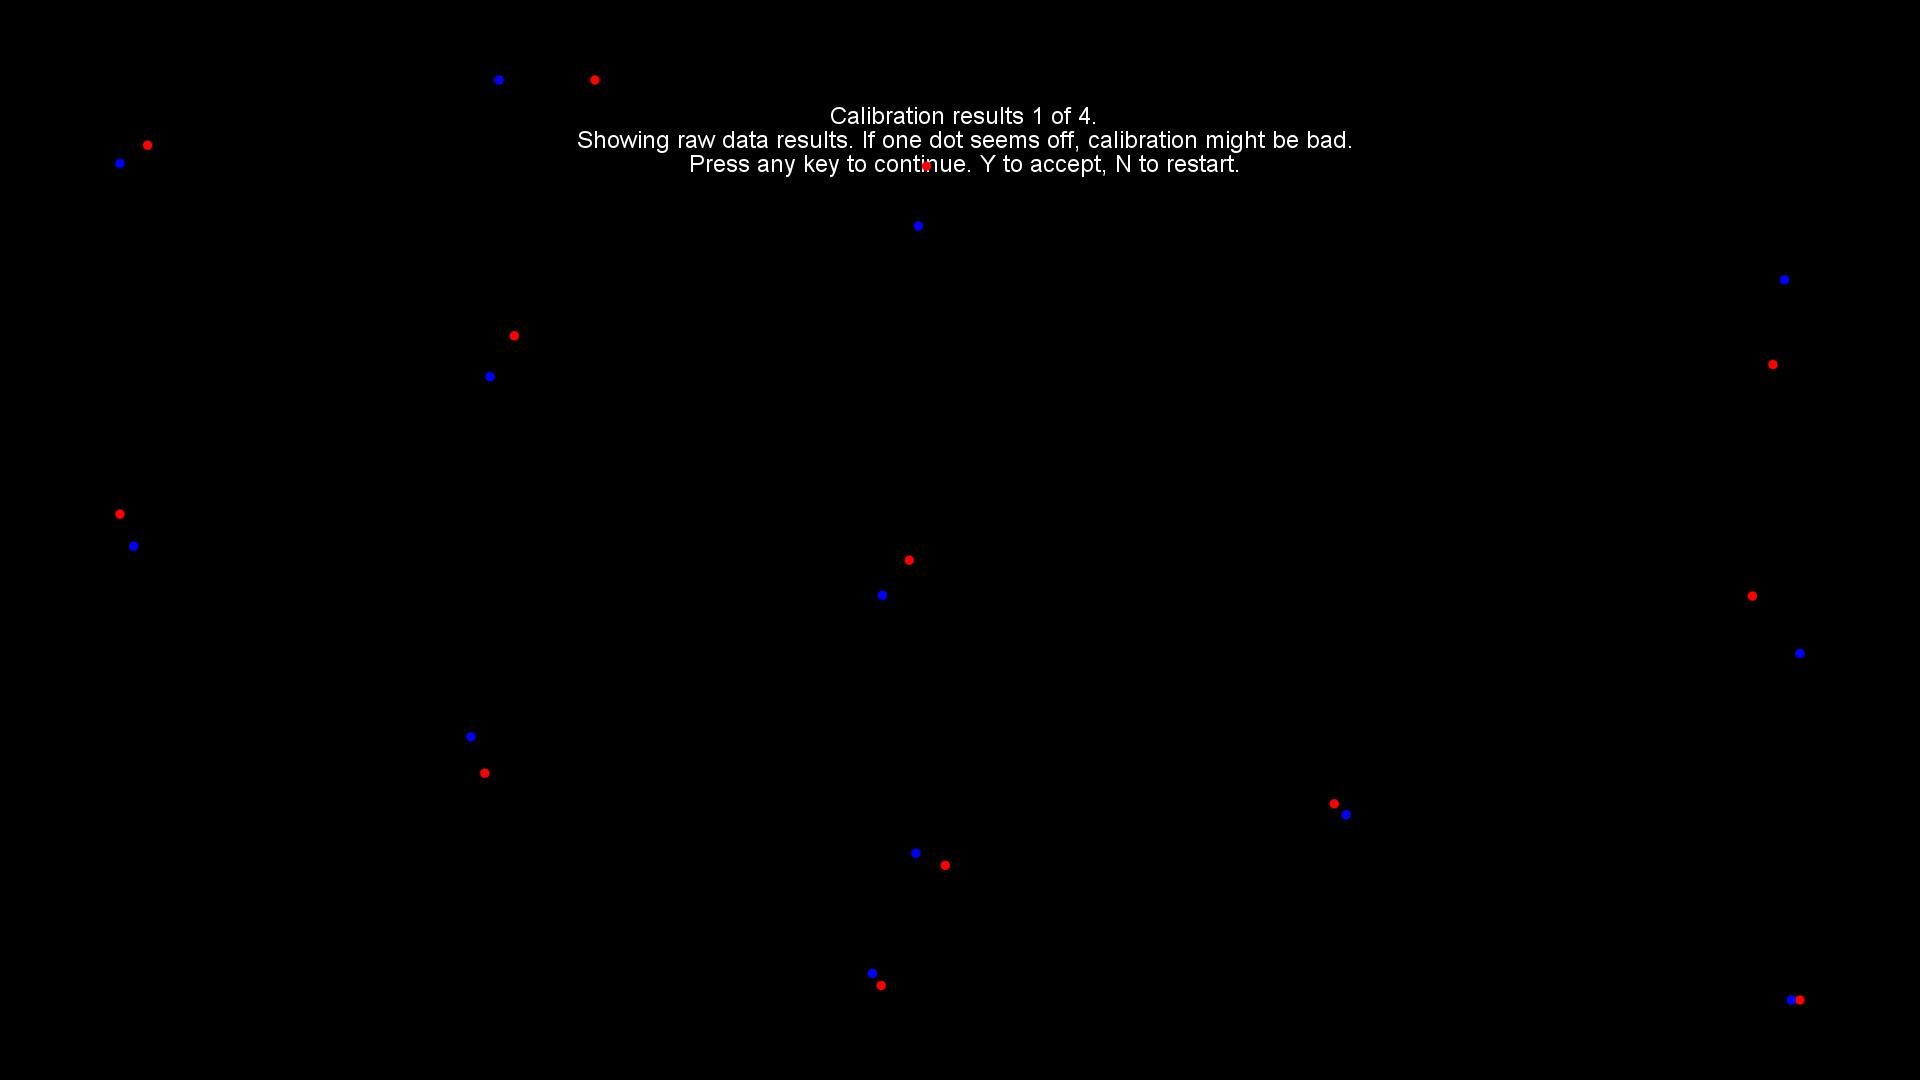 Calibration results 1 of 4.
Showing raw data results. If one dot seems off, calibration might be bad.
Press any key to continue. Y to accept, N to restart.